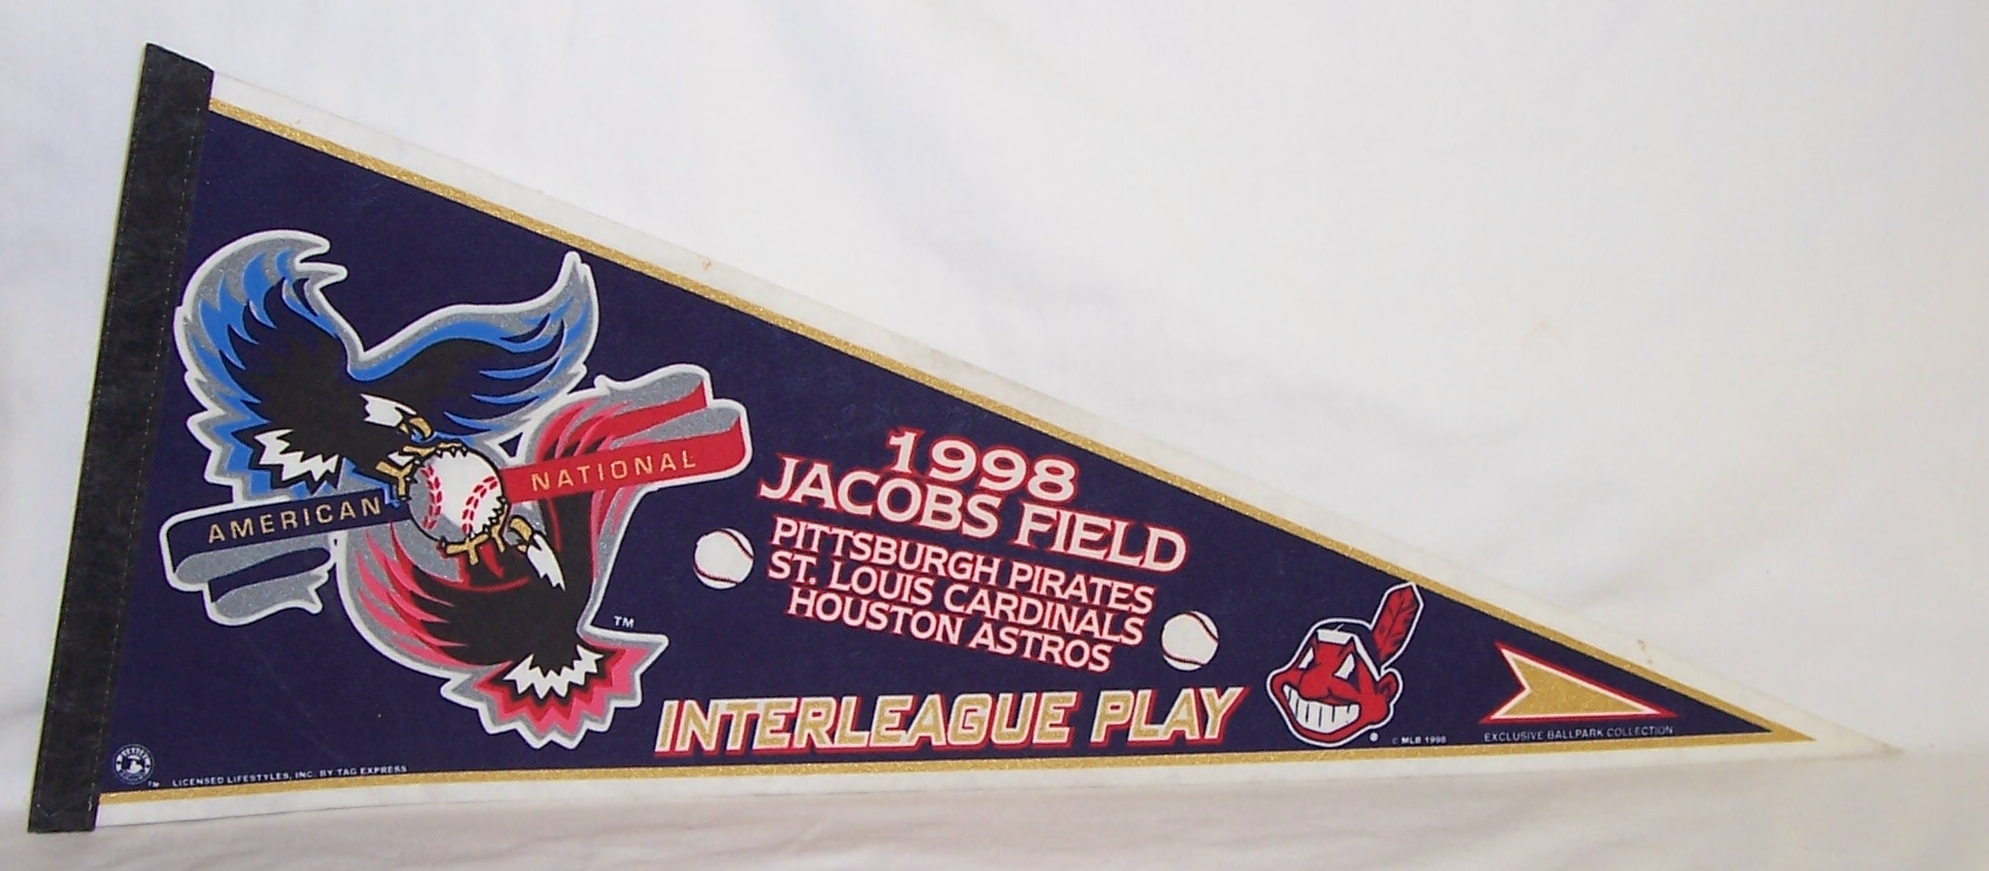 AMERICAN
NATIONAL
TM
1998
JACOBS FIELD
PITTSBURGH PIRATES
ST. LOUIS CARDINALS
HOUSTON ASTROS
INTERLEAGUE PLAY
TM
LICENSED LIFESTYLES, INC. BY TAG EXPRESS
® © MLB 1998
EXCLUSIVE BALLPARK COLLECTION